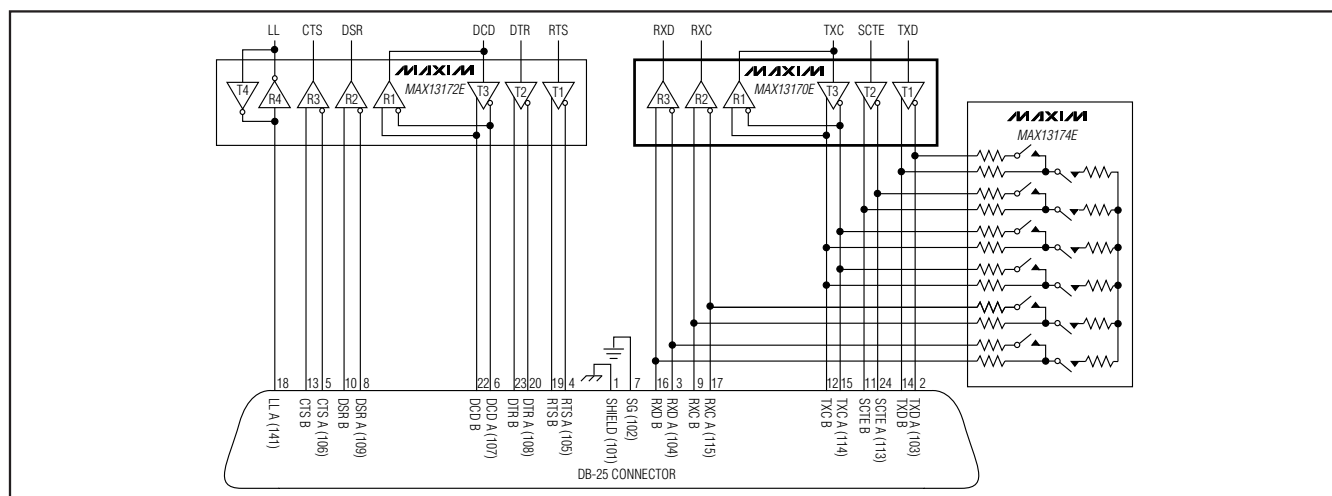 LL CTS DSR DCD DTR RTS RXD RXC TXC SCTE TXD
MAXIM
MAX13172E
T4 R4 R3 R2 R1 T3 T2 T1
MAXIM
MAX13170E
R3 R2 R1 T3 T2 T1
MAXIM
MAX13174E
18 13 5 10 8 22 6 23 20 19 4 1 7 16 3 9 17 12 15 11 24 14 2
LL A (141)
CTS B
CTS A (106)
DSR B
DSR A (109)
DCD B
DCD A (107)
DTR B
DTR A (108)
RTS B
RTS A (105)
SHIELD (101)
SG (102)
RXD B
RXD A (104)
RXC B
RXC A (115)
TXC B
TXC A (114)
SCTE B
SCTE A (113)
TXD B
TXD A (103)
DB-25 CONNECTOR